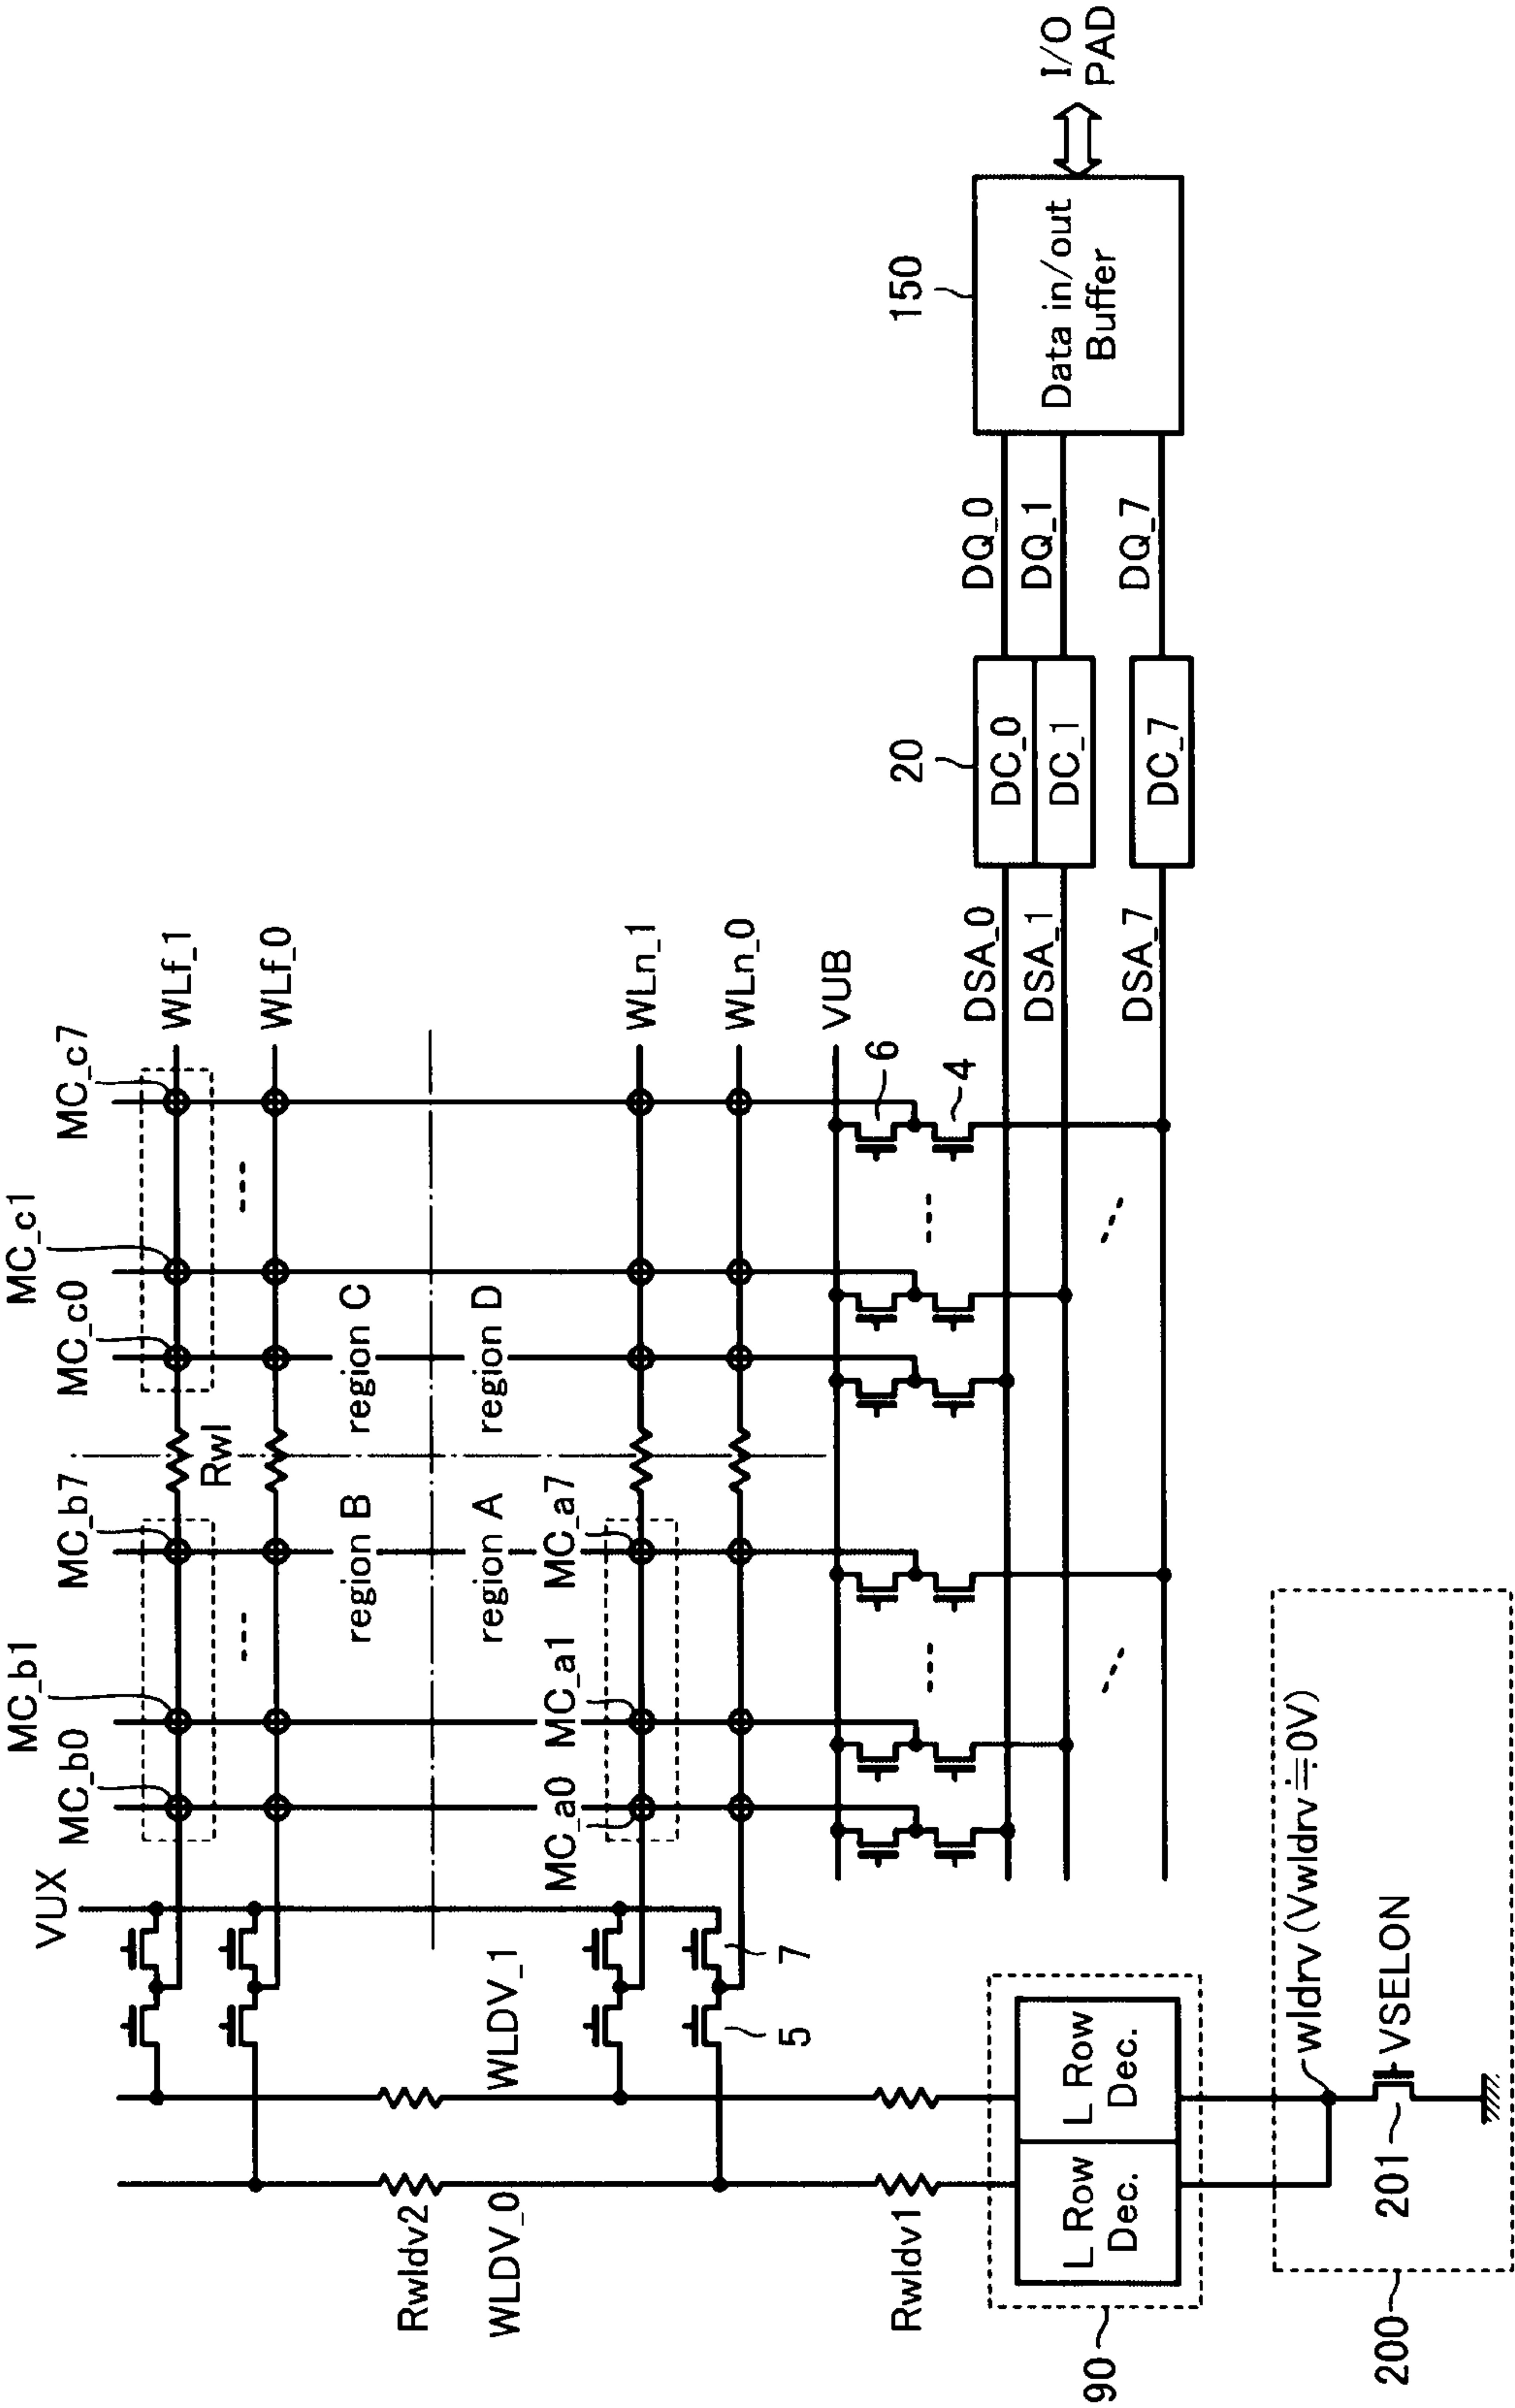 MC_b0
MC_b1
MC_b7
MC_c0
MC_c1
MC_c7
VUX
Rwl
WLf_1
WLf_0
region B
region C
region A
region D
MC_a0
MC_a1
MC_a7
WLn_1
WLn_0
VUB
6
4
7
5
WLDV_1
Rwldv2
WLDV_0
Rwldv1
DSA_0
DSA_1
DSA_7
20
DC_0
DC_1
DC_7
DQ_0
DQ_1
DQ_7
150
Data in/out
Buffer
I/O
PAD
90
L Row
Dec.
L Row
Dec.
wldrv(Vwldrv≒0V)
VSELON
201
200